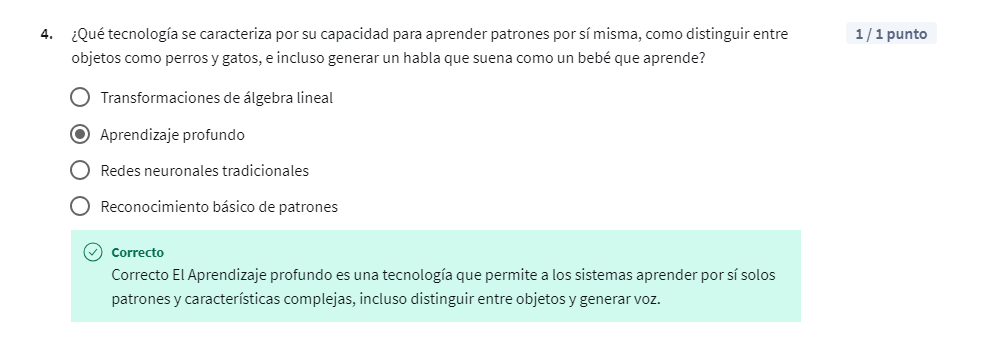 4. ¿Qué tecnología se caracteriza por su capacidad para aprender patrones por sí misma, como distinguir entre
1 / 1 punto
objetos como perros y gatos, e incluso generar un habla que suena como un bebé que aprende?
Transformaciones de álgebra lineal
Aprendizaje profundo
Redes neuronales tradicionales
Reconocimiento básico de patrones
Correcto
Correcto El Aprendizaje profundo es una tecnología que permite a los sistemas aprender por sí solos
patrones y características complejas, incluso distinguir entre objetos y generar voz.